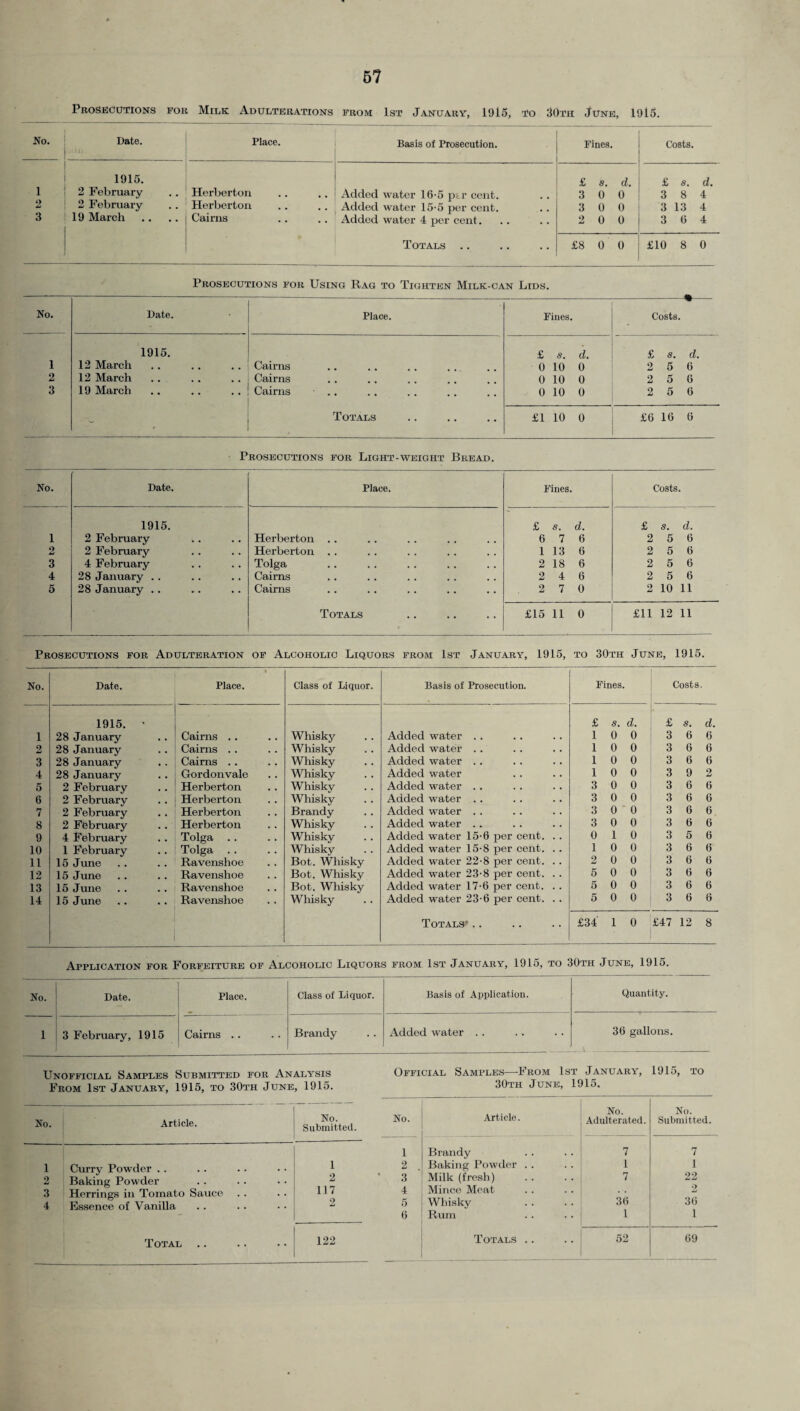 57
Prosecutions for Milk Adulterations from 1st January, 1915, to 30th June, 1915.
No. Date. Place. Basis of Prosecution. Fines. Costs.
1915. £ s. d. £ s. d.
1 2 February .. Herberton .. .. Added water 16·5 per cent. .. 3 0 0 3 8 4
2 2 February .. Herberton .. .. Added water 15·5 per cent. .. 3 0 0 3 13 4
3 19 March .. .. Cairns .. .. Added water 4 per cent. .. .. 2 0 0 3 6 4
Totals .. .. .. £8 0 0 £10 8 0
Prosecutions for Using Rag to Tighten Milk-can Lids.
No. Date. Place. Fines. Costs.
1915. £ s. d. £ s. d.
1 12 March .. .. .. Cairns .. .. .. .. .. 0 10 0 2 5 6
2 12 March .. .. .. Cairns .. .. .. .. .. 0 10 0 2 5 6
3 19 March .. .. .. Cairns .. .. .. .. .. 0 10 0 2 5 6
Totals .. .. .. £1 10 0 £6 16 6
Prosecutions for Light-weight Bread.
No. Date. Place. Fines. Costs.
1915. £ s. d. £ s. d.
1 2 February .. .. Herberton .. .. .. .. .. 6 7 6 2 5 6
2 2 February .. .. Herberton .. .. .. .. .. 1 13 6 2 5 6
3 4 February .. .. Tolga .. .. .. .. .. 2 18 6 2 5 6
4 28 January .. .. .. Cairns .. .. .. .. .. 2 4 6 2 5 6
5 28 January .. .. .. Cairns .. .. .. .. .. 2 7 0 2 10 11
Totals .. .. .. £15 11 0 £11 12 11
Prosecutions for Adulteration of Alcoholic Liquors from 1st January, 1915, to 30th June, 1915.
No. Date. Place. Class of Liquor. Basis of Prosecution. Fines. Costs.
1915. £ s. d. £ s. d.
1 28 January .. Cairns .. .. Whisky .. Added water .. .. .. 1 0 0 3 6 6
2 28 January .. Cairns .. .. Whisky .. Added water .. .. .. 1 0 0 3 6 6
3 28 January .. Cairns .. .. Whisky .. Added water .. .. .. 1 0 0 3 6 6
4 28 January .. Gordonvale .. Whisky .. Added water .. .. 1 0 0 3 9 2
5 2 February .. Herberton .. Whisky .. Added water .. .. .. 3 0 0 3 6 6
6 2 February .. Herberton .. Whisky .. Added water .. .. .. 3 0 0 3 6 6
7 2 February .. Herberton .. Brandy .. Added water .. .. .. 3 0 0 3 6 6
8 2 February .. Herberton .. Whisky .. Added water .. .. .. 3 0 0 3 6 6
9 4 February .. Tolga .. .. Whisky .. Added water 15·6 per cent. .. 0 1 0 3 5 6
10 1 February .. Tolga .. .. Whisky .. Added water 15·8 per cent. .. 1 0 0 3 6 6
11 15 June .. .. Ravenshoe .. Bot. Whisky Added water 22·8 per cent. .. 2 0 0 3 6 6
12 15 June .. .. Ravenshoe .. Bot. Whisky Added water 23·8 per cent. .. 5 0 0 3 6 6
13 15 June .. .. Ravenshoe .. Bot. Whisky Added water 17·6 per cent. .. 5 0 0 3 6 6
14 15 June .. .. Ravenshoe .. Whisky .. Added water 23·6 per cent. .. 5 0 0 3 6 6
Totals .. .. .. £34 1 0 £47 12 8
Application for Forfeiture of Alcoholic Liquors from 1st January, 1915, to 30th June, 1915.
No. Date. Place. Class of Liquor. Basis of Application. Quantity.
1 3 February, 1915 Cairns .. .. Brandy .. Added water .. .. .. 36 gallons.
Unofficial Samples Submitted for Analysis
From 1st January, 1915, to 30th June, 1915.
No. Article. No. Submitted.
1 Curry Powder .. .. .. .. 1
2 Baking Powder .. .. .. 2
3 Herrings in Tomato Sauce .. .. 117
4 Essence of Vanilla .. .. .. 2
Total .. .. .. 122
Official Samples—From 1st January, 1915, to
30th June, 1915.
No. Article. No. Adulterated. No. Submitted.
1 Brandy .. .. 7 7
2 Baking Powder .. .. 1 1
3 Milk (fresh) .. .. 7 22
4 Mince Meat .. .. .. 2
5 Whisky .. .. 36 36
6 Rum .. .. 1 1
Totals .. .. 52 69